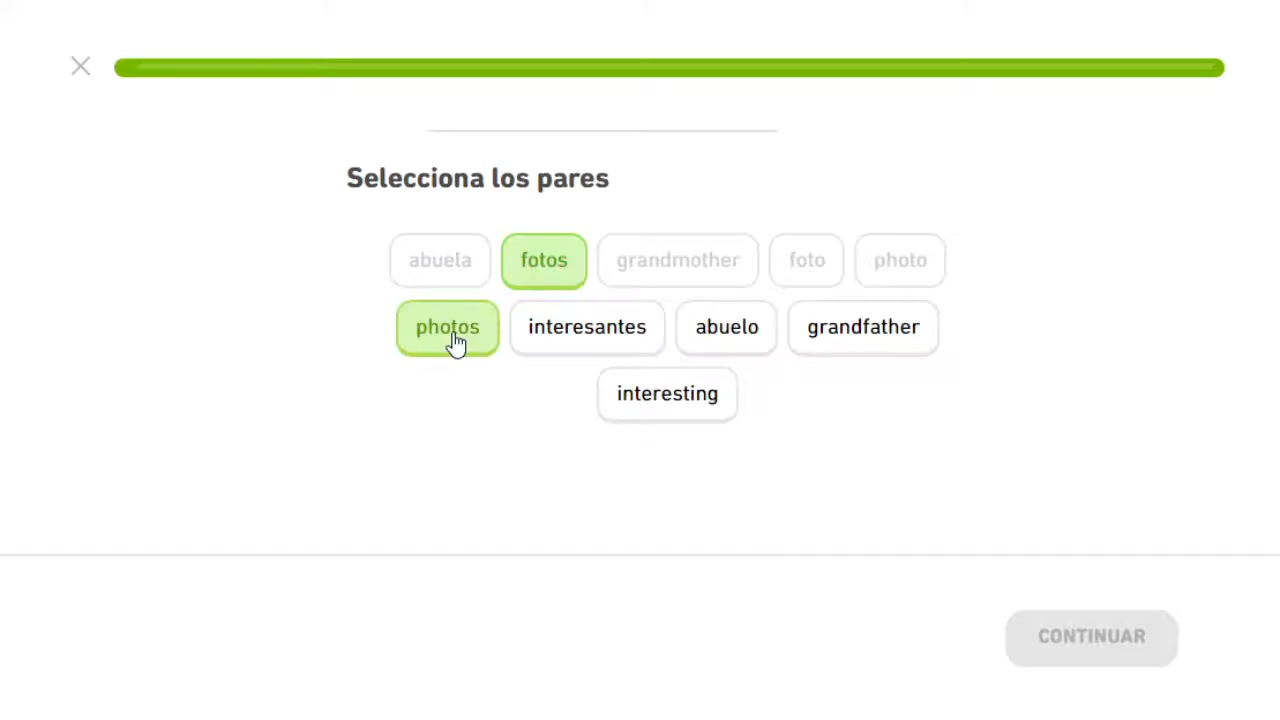 Selecciona los pares
abuela fotos grandmother foto photo
photos interesantes abuelo grandfather
interesting
CONTINUAR